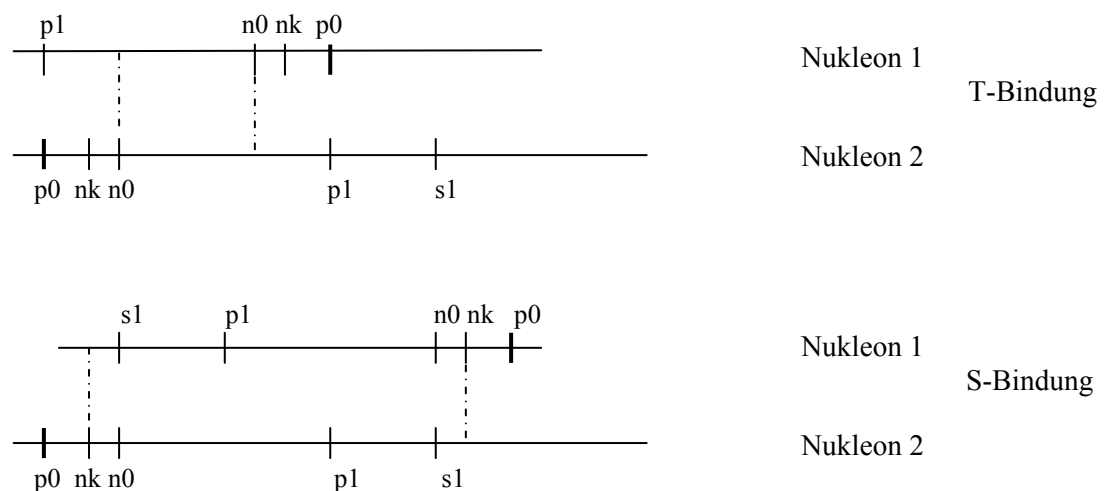 p1 n0 nk p0
Nukleon 1
T-Bindung
Nukleon 2
p0 nk n0 p1 s1
s1 p1 n0 nk p0
Nukleon 1
S-Bindung
Nukleon 2
p0 nk n0 p1 s1